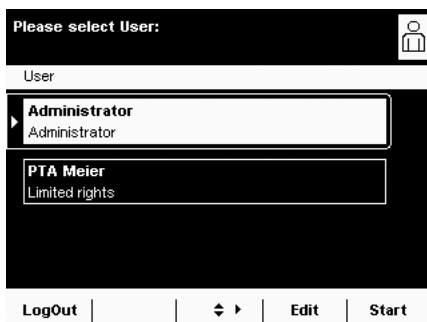 Please select User:
User
Administrator
Administrator
PTA Meier
Limited rights
LogOut Edit Start